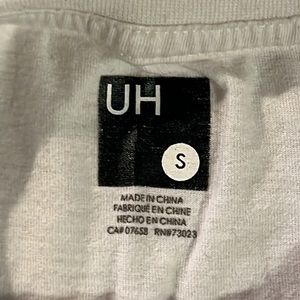 UH
S
MADE IN CHINA
FABRIQUÉ EN CHINE
HECHO EN CHINA
CA# 07658 RN#73023